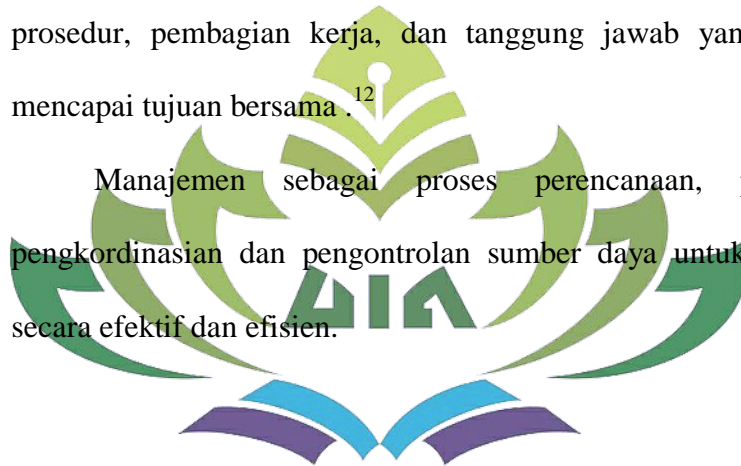 prosedur, pembagian kerja, dan tanggung jawab yan
mencapai tujuan bersama .12
Manajemen sebagai proses perencanaan, p
pengkordinasian dan pengontrolan sumber daya untuk
secara efektif dan efisien.
UIN